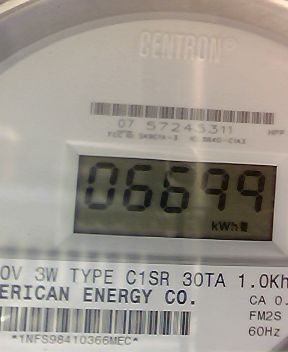 CENTRON®
07 57245311
06699
kWh
0V 3W TYPE C1SR 30TA 1.0Kh
ERICAN ENERGY CO.
CA 0.
FM2S
60Hz
*1NFS98410366MEC*